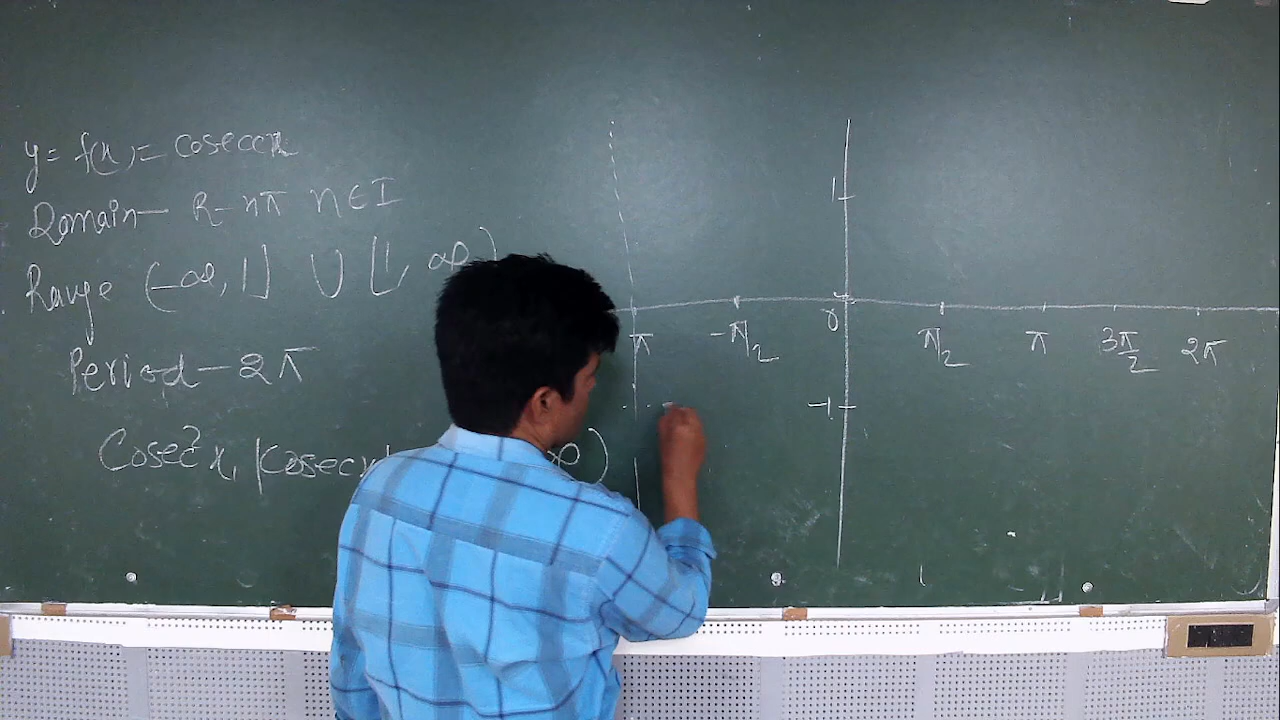 y = f(x) = cosecx
Domain — R - nπ n ∈ I
Range (-∞, 1] ∪ [1, ∞)
Period — 2π
Cosec²x, |cosecx| ∞)
1
0
-1
π
-π/2
π/2
π
3π/2
2π